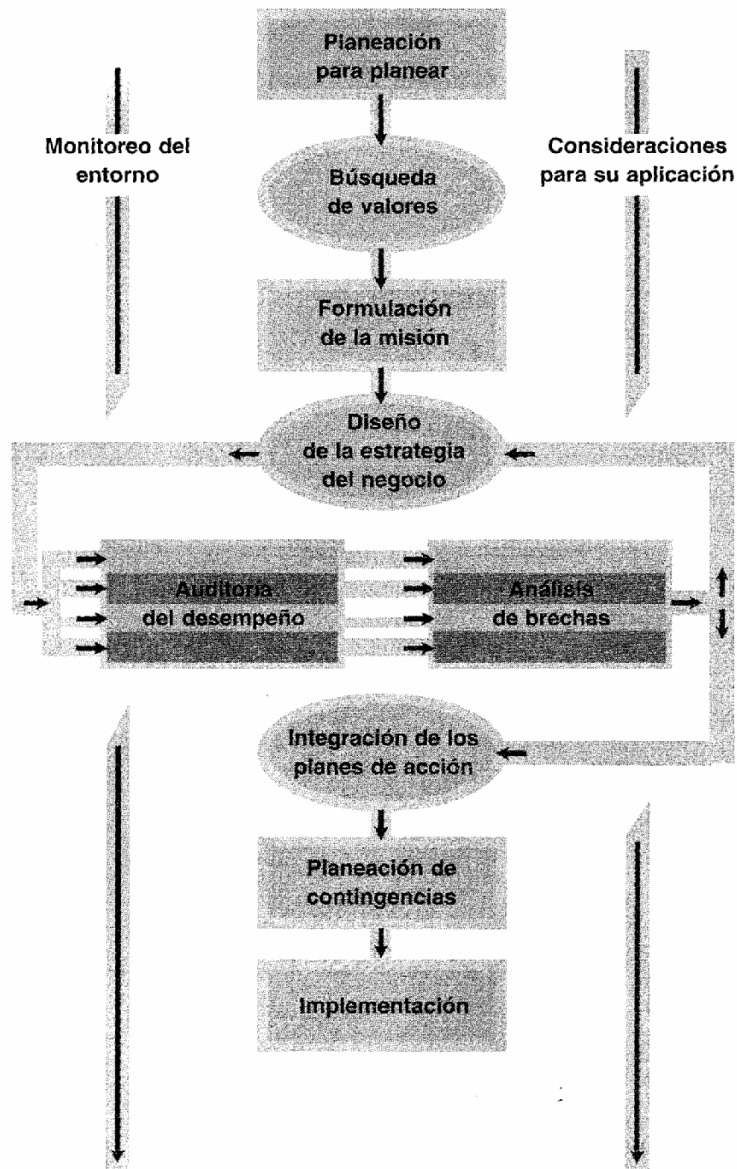 Planeación
para planear
Monitoreo del
entorno
Consideraciones
para su aplicación
Búsqueda
de valores
Formulación
de la misión
Diseño
de la estrategia
del negocio
Auditoría
del desempeño
Análisis
de brechas
Integración de los
planes de acción
Planeación de
contingencias
Implementación